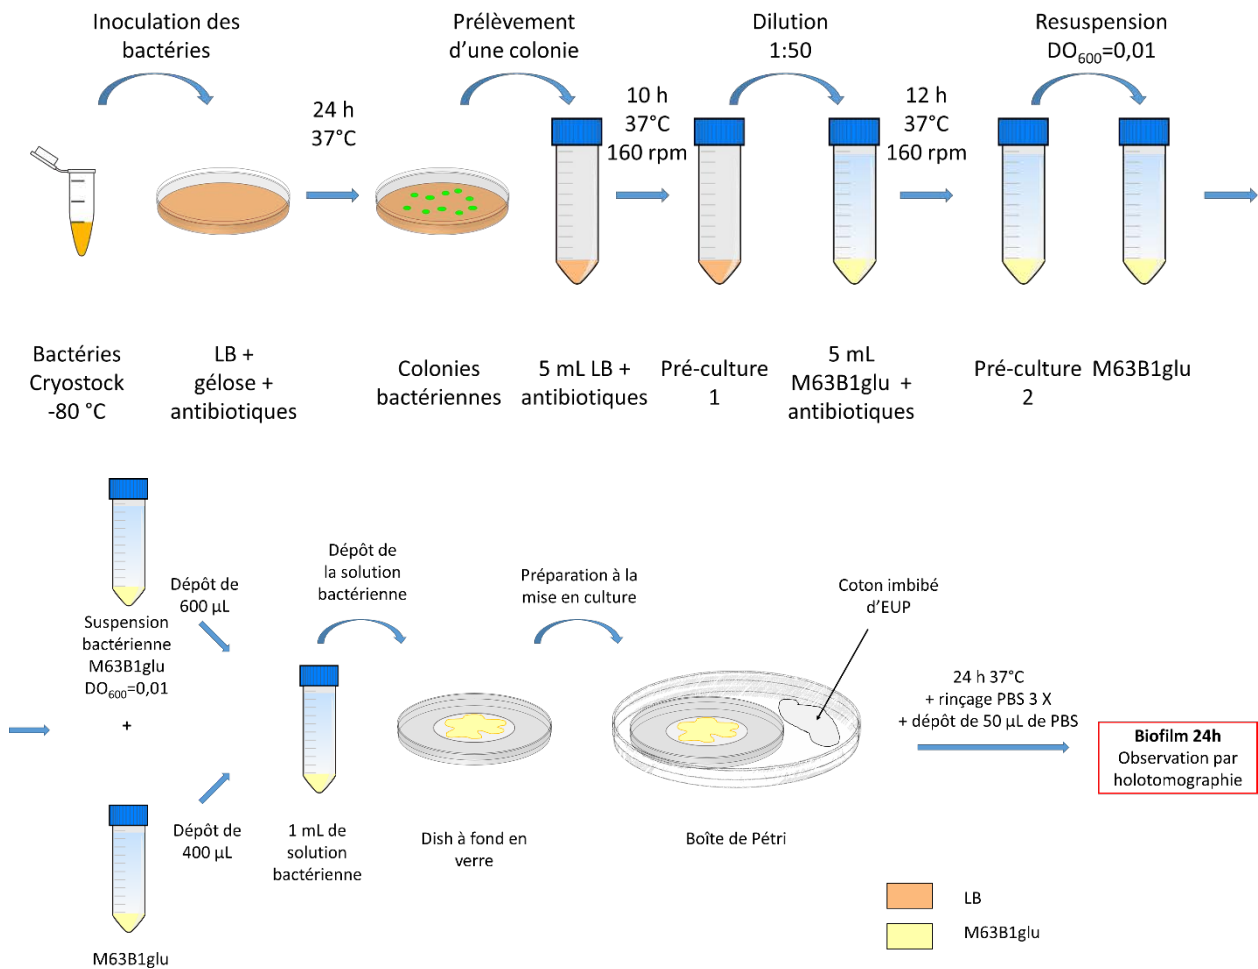 Inoculation des
bactéries
Prélèvement
d'une colonie
Dilution
1:50
Resuspension
DO₆₀₀=0,01
24 h
37°C
10 h
37°C
160 rpm
12 h
37°C
160 rpm
Bactéries
Cryostock
-80 °C
LB +
gélose +
antibiotiques
Colonies
bactériennes
5 mL LB +
antibiotiques
Pré-culture
1
5 mL
M63B1glu +
antibiotiques
Pré-culture
2
M63B1glu
Suspension
bactérienne
M63B1glu
DO₆₀₀=0,01
+
M63B1glu
Dépôt de
600 µL
Dépôt de
400 µL
1 mL de
solution
bactérienne
Dépôt de
la solution
bactérienne
Dish à fond en
verre
Préparation à la
mise en culture
Coton imbibé
d'EUP
Boîte de Pétri
24 h 37°C
+ rinçage PBS 3 X
+ dépôt de 50 µL de PBS
Biofilm 24h
Observation par
holotomographie
LB
M63B1glu